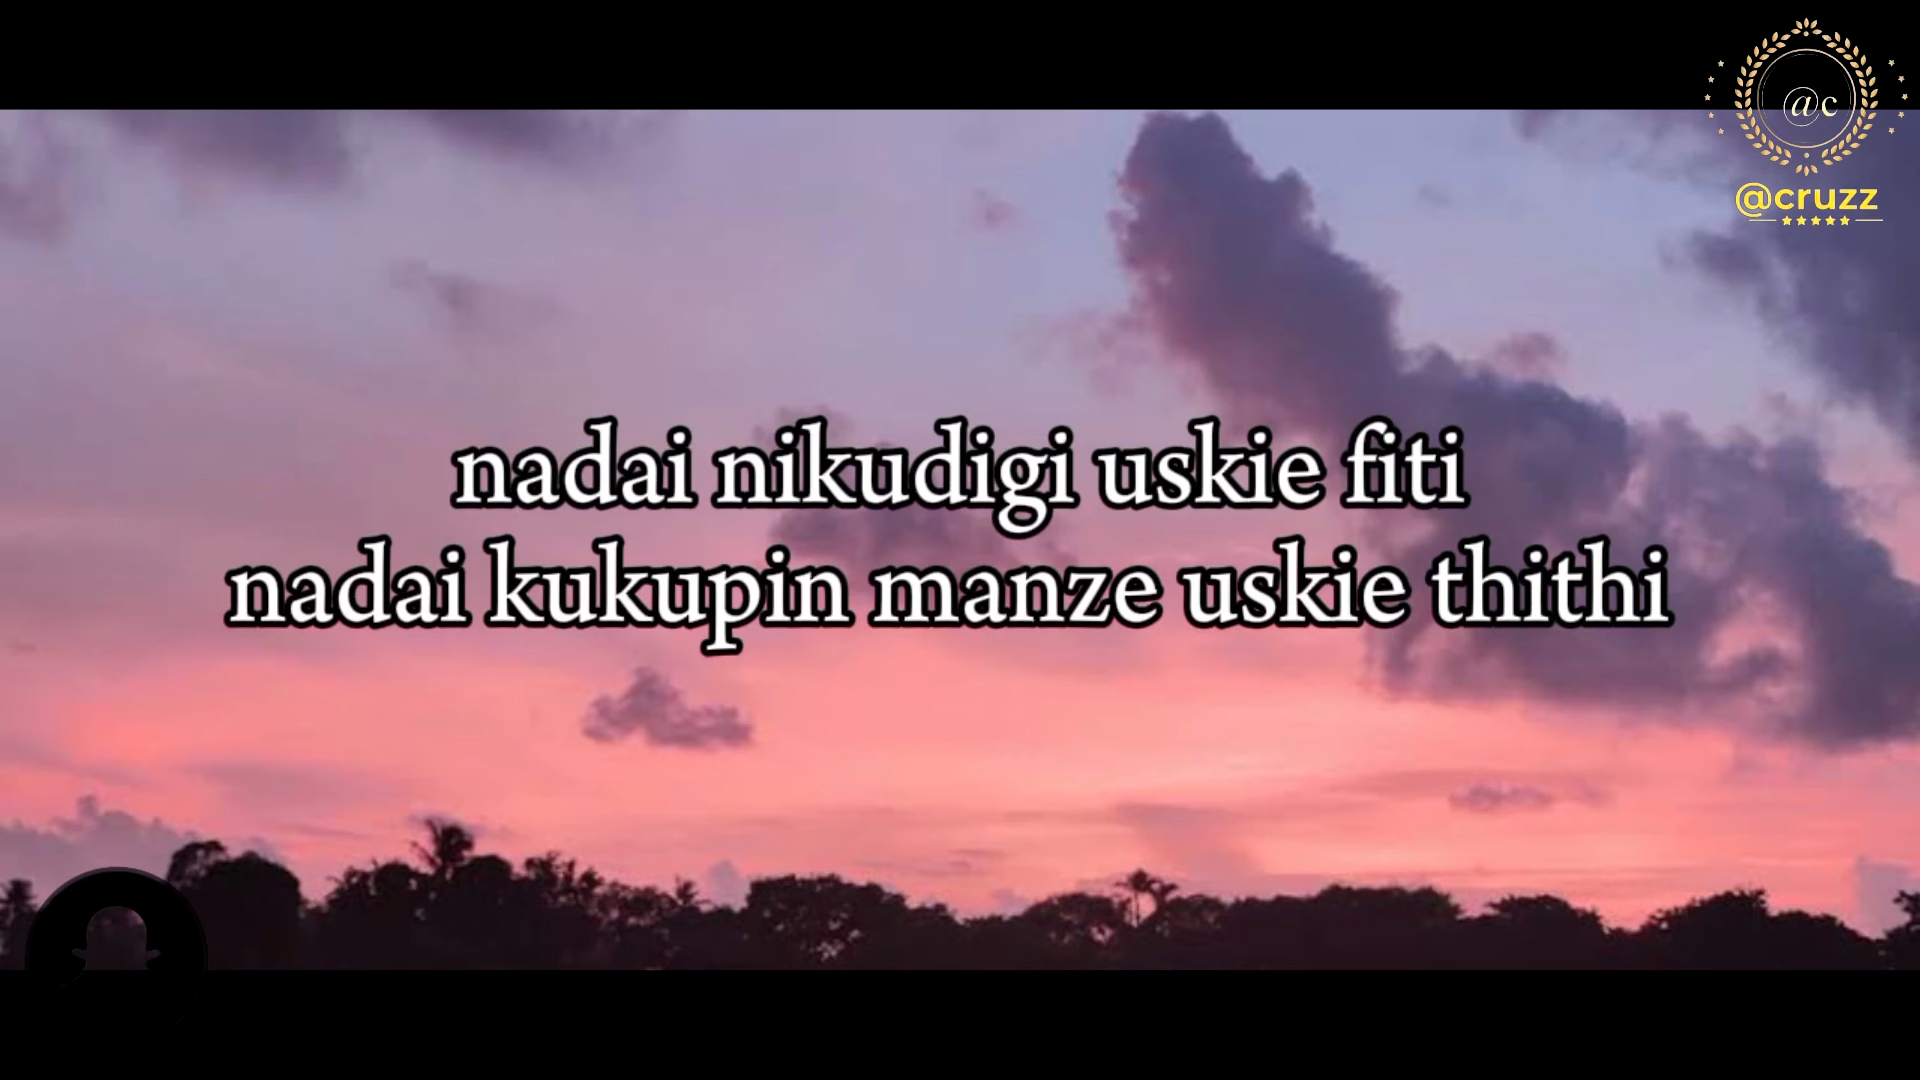 @c
@cruzz
nadai nikudigi uskie fiti
nadai kukupin manze uskie thithi